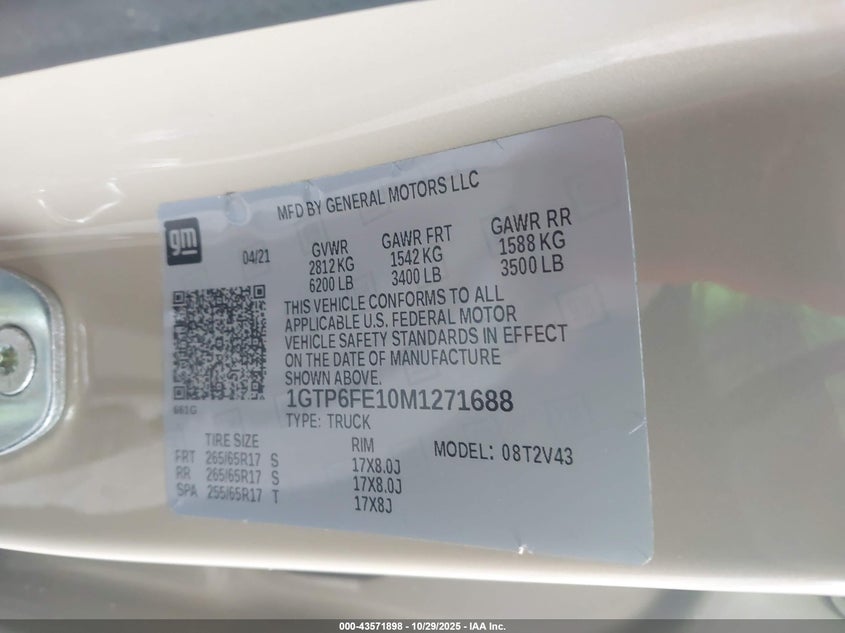 MFD BY GENERAL MOTORS LLC
gm
04/21
GVWR GAWR FRT GAWR RR
2812 KG 1542 KG 1588 KG
6200 LB 3400 LB 3500 LB
THIS VEHICLE CONFORMS TO ALL
APPLICABLE U.S. FEDERAL MOTOR
VEHICLE SAFETY STANDARDS IN EFFECT
ON THE DATE OF MANUFACTURE
SHOWN ABOVE.
661G
1GTP6FE10M1271688
TYPE: TRUCK
TIRE SIZE RIM MODEL: 08T2V43
FRT 265/65R17 S 17X8.0J
RR 265/65R17 S 17X8.0J
SPA 255/65R17 T 17X8J
000-43571898 | 10/29/2025 - IAA Inc.